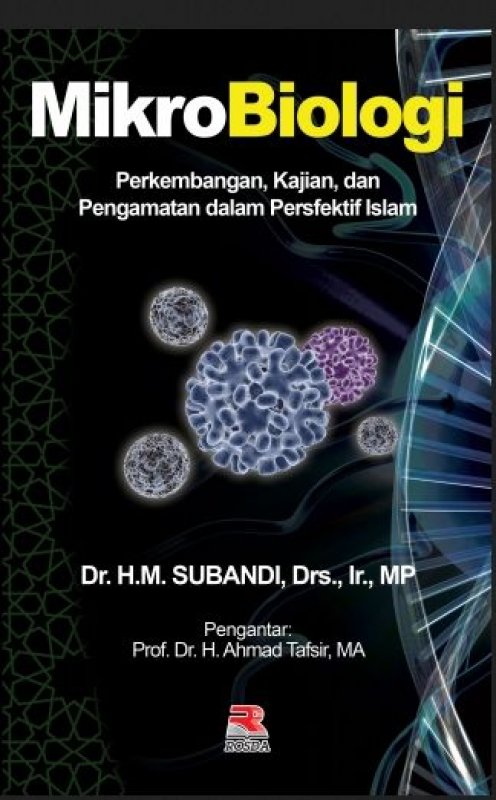 MikroBiologi
Perkembangan, Kajian, dan
Pengamatan dalam Persfektif Islam
Dr. H.M. SUBANDI, Drs., Ir., MP
Pengantar:
Prof. Dr. H. Ahmad Tafsir, MA
ROSDA